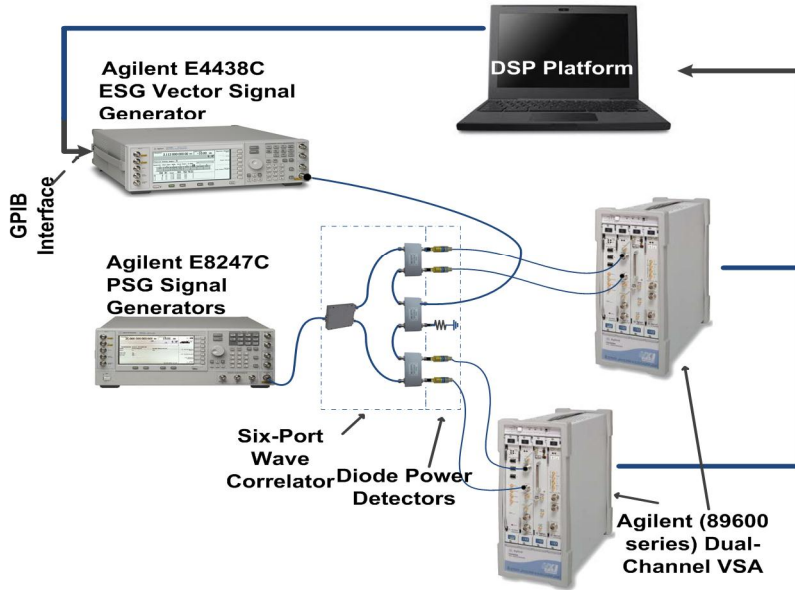 Agilent E4438C
ESG Vector Signal
Generator
DSP Platform
GPIB
Interface
Agilent E8247C
PSG Signal
Generators
Six-Port
Wave
Correlator
Diode Power
Detectors
Agilent (89600
series) Dual-
Channel VSA